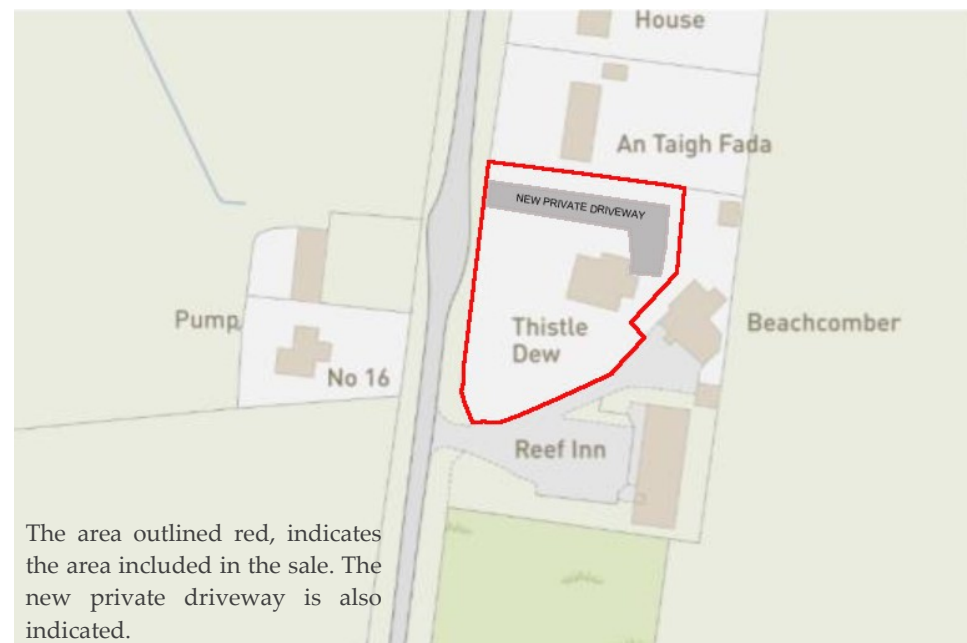 House
An Taigh Fada
NEW PRIVATE DRIVEWAY
Pump
Thistle
Dew
Beachcomber
No 16
Reef Inn
The area outlined red, indicates
the area included in the sale. The
new private driveway is also
indicated.